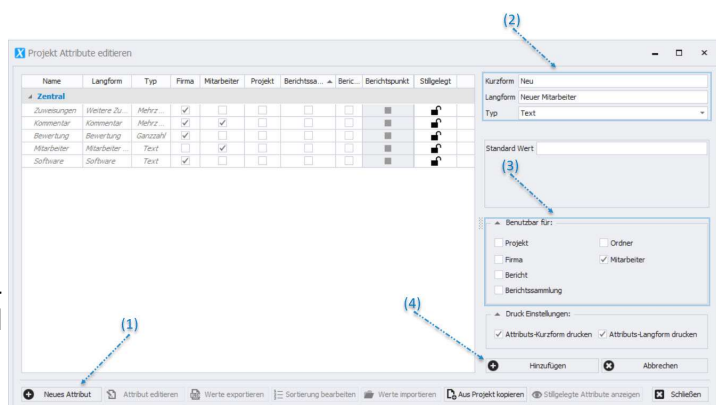 (2)
Projekt Attribute editieren
Name Langform Typ Firma Mitarbeiter Projekt Berichtssa... Beric... Berichtspunkt Stillgelegt
Zentral
Zuweisungen Weitere Zu... Mehrz...
Kommentar Kommentar Mehrz...
Bewertung Bewertung Ganzzahl
Mitarbeiter Mitarbeiter ... Text
Software Software Text
Kurzform Neu
Langform Neuer Mitarbeiter
Typ Text
Standard Wert
(3)
Benutzbar für:
Projekt Ordner
Firma Mitarbeiter
Bericht
Berichtssammlung
(4)
Druck Einstellungen:
Attributs-Kurzform drucken Attributs-Langform drucken
(1)
Hinzufügen Abbrechen
Neues Attribut Attribut editieren Werte exportieren Sortierung bearbeiten Werte importieren Aus Projekt kopieren Stillgelegte Attribute anzeigen Schließen